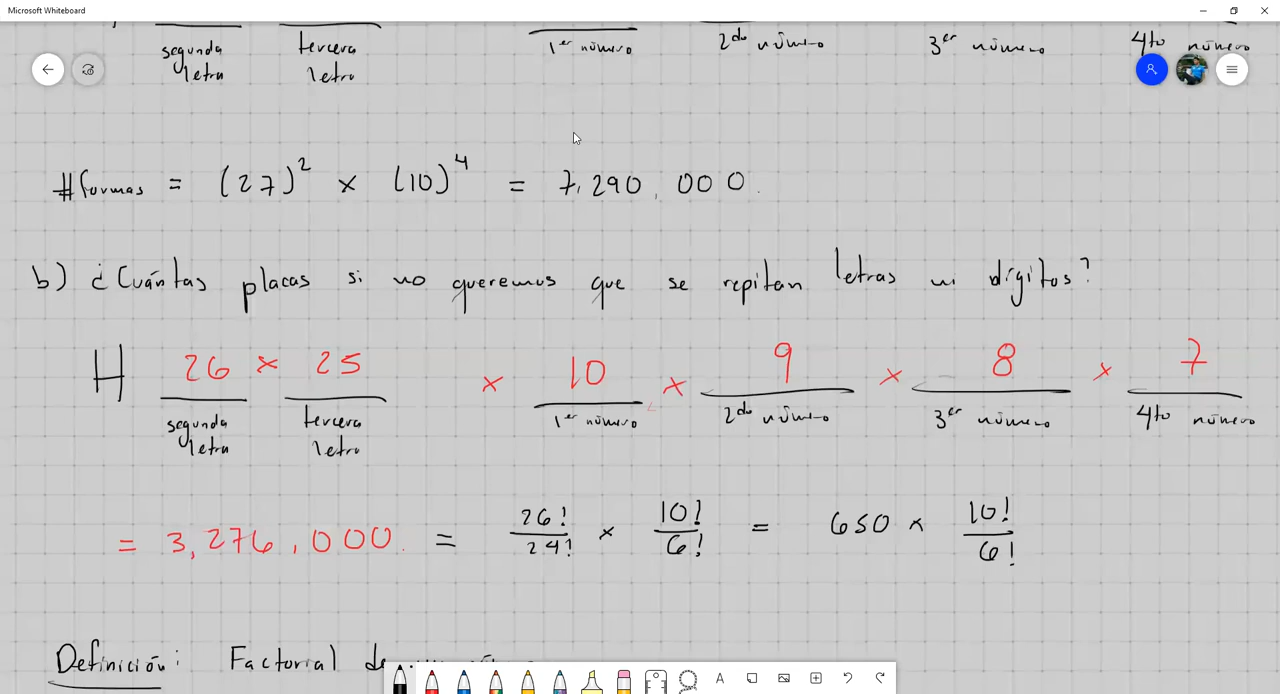 Microsoft Whiteboard
segunda letra tercera letra 1er número 2do número 3er número 4to número
#formas = (27)² × (10)⁴ = 7,290,000.
b) ¿Cuántas placas si no queremos que se repitan letras ni dígitos?
H 26 × 25 × 10 × 9 × 8 × 7
segunda letra tercera letra 1er número 2do número 3er número 4to número
= 3,276,000. = 26!/24! × 10!/6! = 650 × 10!/6!
Definición: Factorial de
A